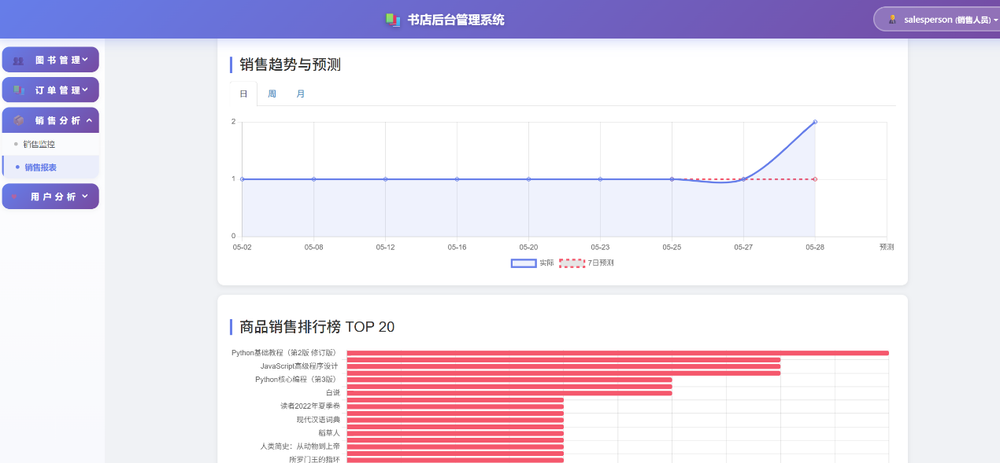 书店后台管理系统
salesperson (销售人员)
图书管理
订单管理
销售分析
销售监控
销售报表
用户分析
销售趋势与预测
日 周 月
2
1
0
05-02 05-08 05-12 05-16 05-20 05-23 05-25 05-27 05-28 预测
实际 7日预测
商品销售排行榜 TOP 20
Python基础教程（第2版 修订版）
JavaScript高级程序设计
Python核心编程（第3版）
白说
读者2022年夏季卷
现代汉语词典
稻草人
人类简史：从动物到上帝
所罗门王的指环